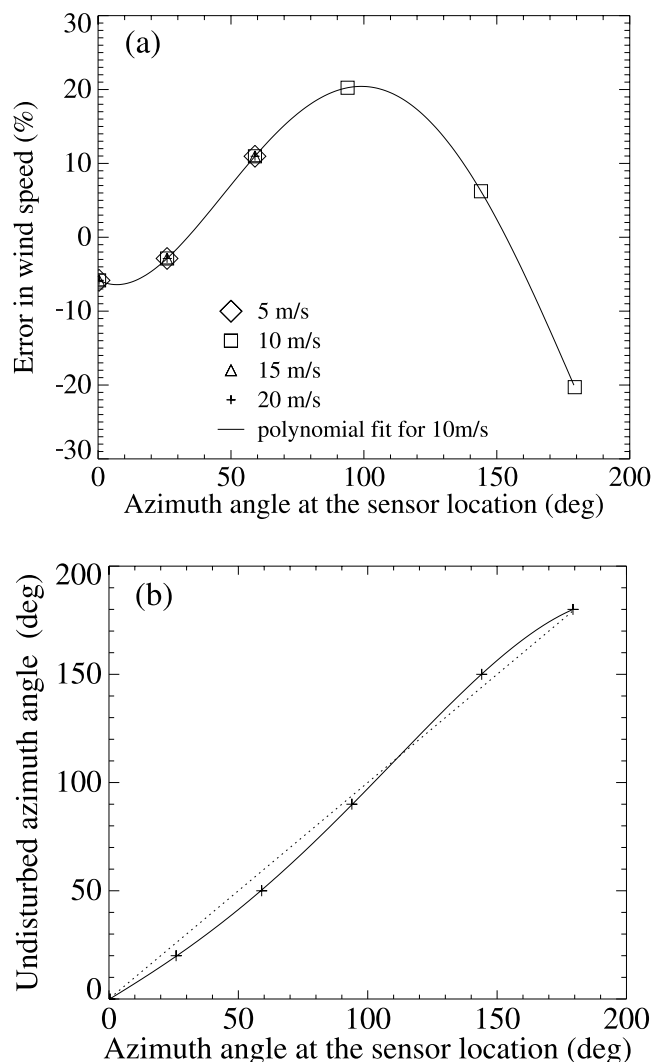 30
(a)
20
10
0
-10
-20
-30
Error in wind speed (%)
5 m/s
10 m/s
15 m/s
20 m/s
polynomial fit for 10m/s
0 50 100 150 200
Azimuth angle at the sensor location (deg)
200
(b)
150
100
50
0
Undisturbed azimuth angle (deg)
0 50 100 150 200
Azimuth angle at the sensor location (deg)